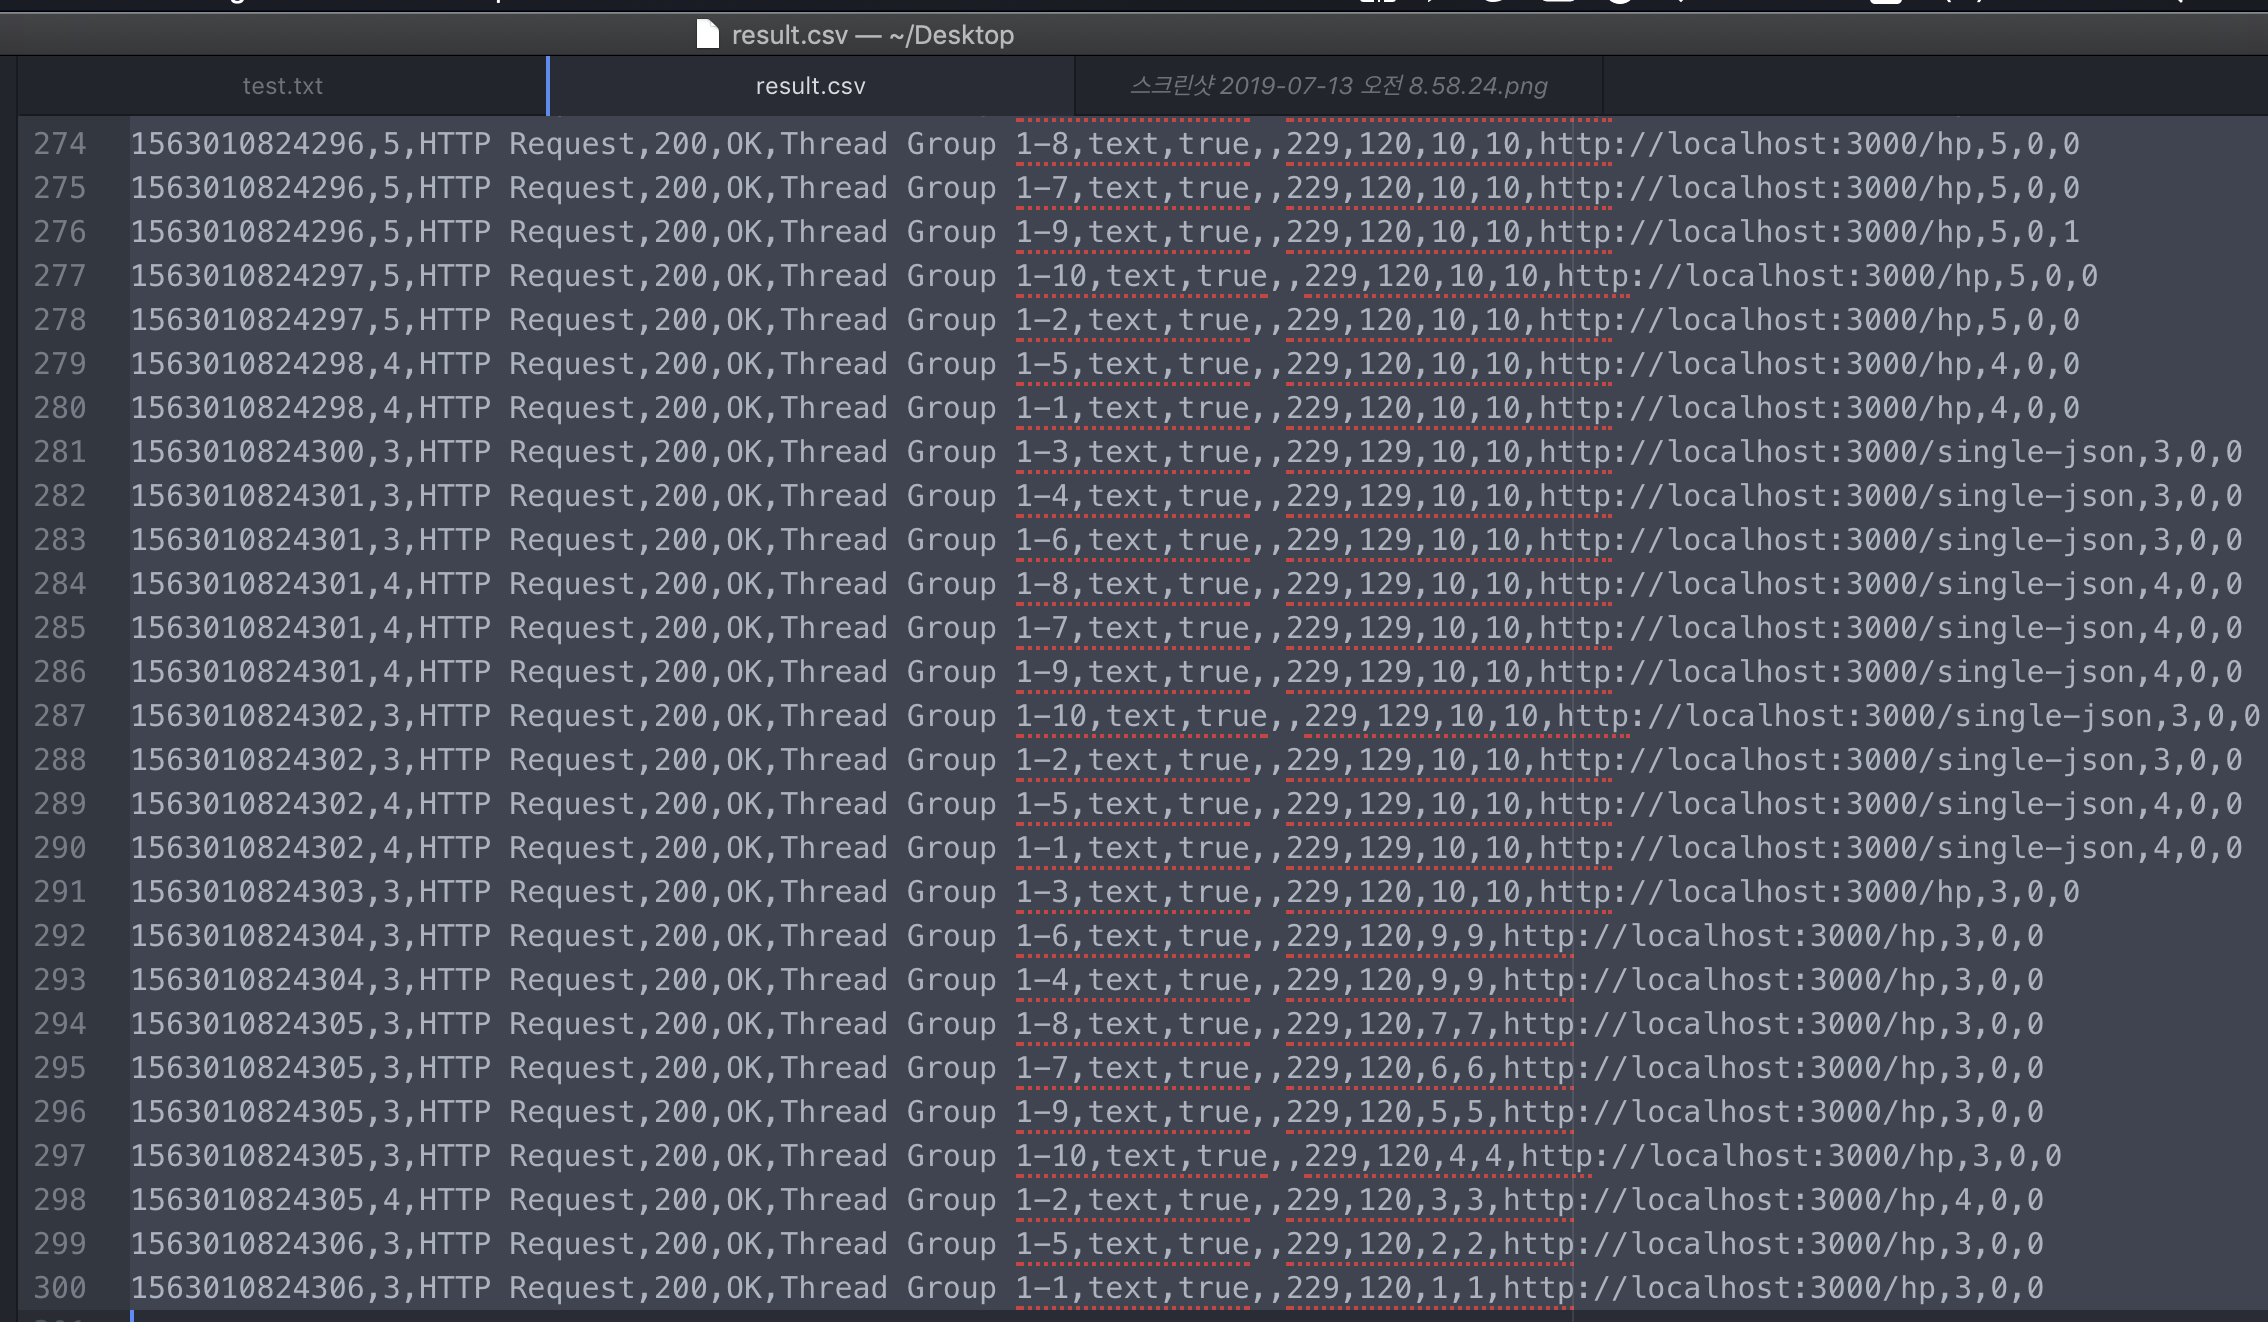 result.csv — ~/Desktop
test.txt
result.csv
스크린샷 2019-07-13 오전 8.58.24.png
274 1563010824296,5,HTTP Request,200,OK,Thread Group 1-8,text,true,,229,120,10,10,http://localhost:3000/hp,5,0,0
275 1563010824296,5,HTTP Request,200,OK,Thread Group 1-7,text,true,,229,120,10,10,http://localhost:3000/hp,5,0,0
276 1563010824296,5,HTTP Request,200,OK,Thread Group 1-9,text,true,,229,120,10,10,http://localhost:3000/hp,5,0,1
277 1563010824297,5,HTTP Request,200,OK,Thread Group 1-10,text,true,,229,120,10,10,http://localhost:3000/hp,5,0,0
278 1563010824297,5,HTTP Request,200,OK,Thread Group 1-2,text,true,,229,120,10,10,http://localhost:3000/hp,5,0,0
279 1563010824298,4,HTTP Request,200,OK,Thread Group 1-5,text,true,,229,120,10,10,http://localhost:3000/hp,4,0,0
280 1563010824298,4,HTTP Request,200,OK,Thread Group 1-1,text,true,,229,120,10,10,http://localhost:3000/hp,4,0,0
281 1563010824300,3,HTTP Request,200,OK,Thread Group 1-3,text,true,,229,129,10,10,http://localhost:3000/single-json,3,0,0
282 1563010824301,3,HTTP Request,200,OK,Thread Group 1-4,text,true,,229,129,10,10,http://localhost:3000/single-json,3,0,0
283 1563010824301,3,HTTP Request,200,OK,Thread Group 1-6,text,true,,229,129,10,10,http://localhost:3000/single-json,3,0,0
284 1563010824301,4,HTTP Request,200,OK,Thread Group 1-8,text,true,,229,129,10,10,http://localhost:3000/single-json,4,0,0
285 1563010824301,4,HTTP Request,200,OK,Thread Group 1-7,text,true,,229,129,10,10,http://localhost:3000/single-json,4,0,0
286 1563010824301,4,HTTP Request,200,OK,Thread Group 1-9,text,true,,229,129,10,10,http://localhost:3000/single-json,4,0,0
287 1563010824302,3,HTTP Request,200,OK,Thread Group 1-10,text,true,,229,129,10,10,http://localhost:3000/single-json,3,0,0
288 1563010824302,3,HTTP Request,200,OK,Thread Group 1-2,text,true,,229,129,10,10,http://localhost:3000/single-json,3,0,0
289 1563010824302,4,HTTP Request,200,OK,Thread Group 1-5,text,true,,229,129,10,10,http://localhost:3000/single-json,4,0,0
290 1563010824302,4,HTTP Request,200,OK,Thread Group 1-1,text,true,,229,129,10,10,http://localhost:3000/single-json,4,0,0
291 1563010824303,3,HTTP Request,200,OK,Thread Group 1-3,text,true,,229,120,10,10,http://localhost:3000/hp,3,0,0
292 1563010824304,3,HTTP Request,200,OK,Thread Group 1-6,text,true,,229,120,9,9,http://localhost:3000/hp,3,0,0
293 1563010824304,3,HTTP Request,200,OK,Thread Group 1-4,text,true,,229,120,9,9,http://localhost:3000/hp,3,0,0
294 1563010824305,3,HTTP Request,200,OK,Thread Group 1-8,text,true,,229,120,7,7,http://localhost:3000/hp,3,0,0
295 1563010824305,3,HTTP Request,200,OK,Thread Group 1-7,text,true,,229,120,6,6,http://localhost:3000/hp,3,0,0
296 1563010824305,3,HTTP Request,200,OK,Thread Group 1-9,text,true,,229,120,5,5,http://localhost:3000/hp,3,0,0
297 1563010824305,3,HTTP Request,200,OK,Thread Group 1-10,text,true,,229,120,4,4,http://localhost:3000/hp,3,0,0
298 1563010824305,4,HTTP Request,200,OK,Thread Group 1-2,text,true,,229,120,3,3,http://localhost:3000/hp,4,0,0
299 1563010824306,3,HTTP Request,200,OK,Thread Group 1-5,text,true,,229,120,2,2,http://localhost:3000/hp,3,0,0
300 1563010824306,3,HTTP Request,200,OK,Thread Group 1-1,text,true,,229,120,1,1,http://localhost:3000/hp,3,0,0